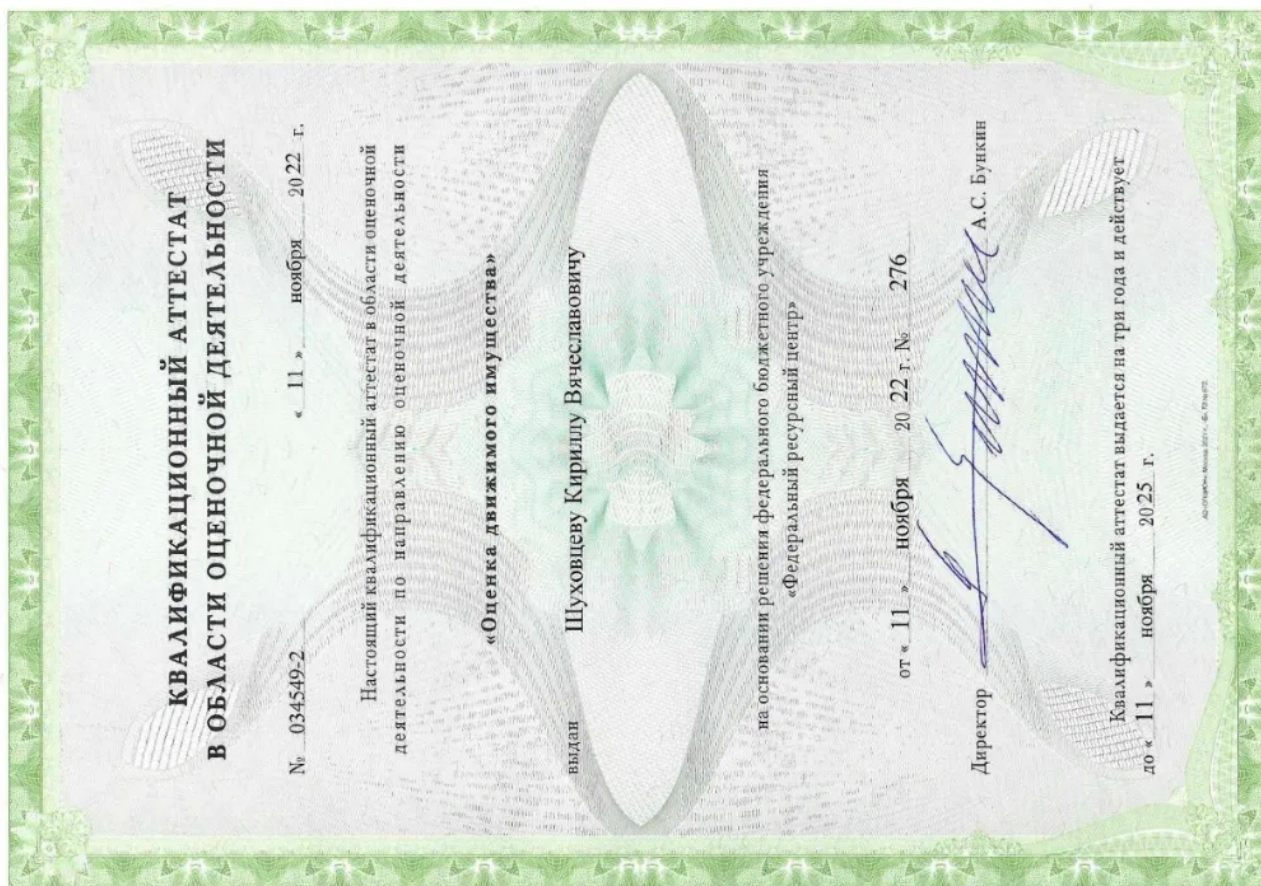 КВАЛИФИКАЦИОННЫЙ АТТЕСТАТ
В ОБЛАСТИ ОЦЕНОЧНОЙ ДЕЯТЕЛЬНОСТИ
№ 034549-2 « 11 » ноября 2022 г.
Настоящий квалификационный аттестат в области оценочной
деятельности по направлению оценочной деятельности
«Оценка движимого имущества»
выдан Шуховцеву Кириллу Вячеславовичу
на основании решения федерального бюджетного учреждения
«Федеральный ресурсный центр»
от « 11 » ноября 20 22 г. № 276
Директор А.С. Бункин
Квалификационный аттестат выдается на три года и действует
до « 11 » ноября 2025 г.